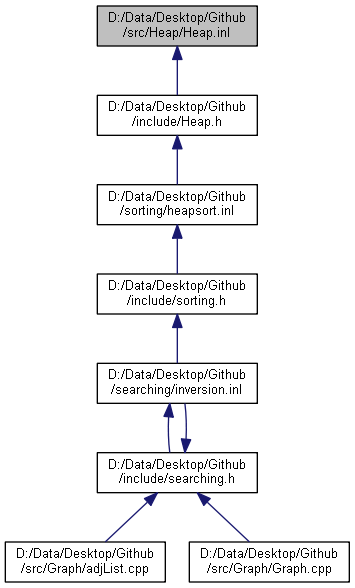 D:/Data/Desktop/Github
/src/Heap/Heap.inl
D:/Data/Desktop/Github
/include/Heap.h
D:/Data/Desktop/Github
/sorting/heapsort.inl
D:/Data/Desktop/Github
/include/sorting.h
D:/Data/Desktop/Github
/searching/inversion.inl
D:/Data/Desktop/Github
/include/searching.h
D:/Data/Desktop/Github
/src/Graph/adjList.cpp
D:/Data/Desktop/Github
/src/Graph/Graph.cpp